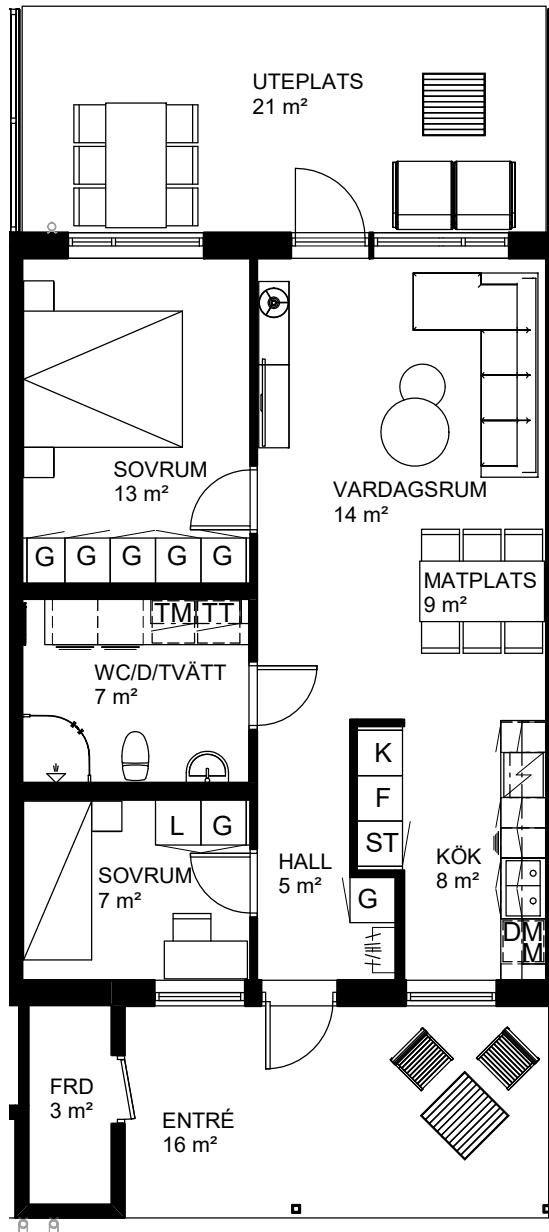 UTEPLATS
21 m²
SOVRUM
13 m²
VARDAGSRUM
14 m²
G G G G G
MATPLATS
9 m²
TM TT
WC/D/TVÄTT
7 m²
K
F
ST
L G
HALL
5 m²
KÖK
8 m²
SOVRUM
7 m²
G
DM
M
FRD
3 m²
ENTRÉ
16 m²